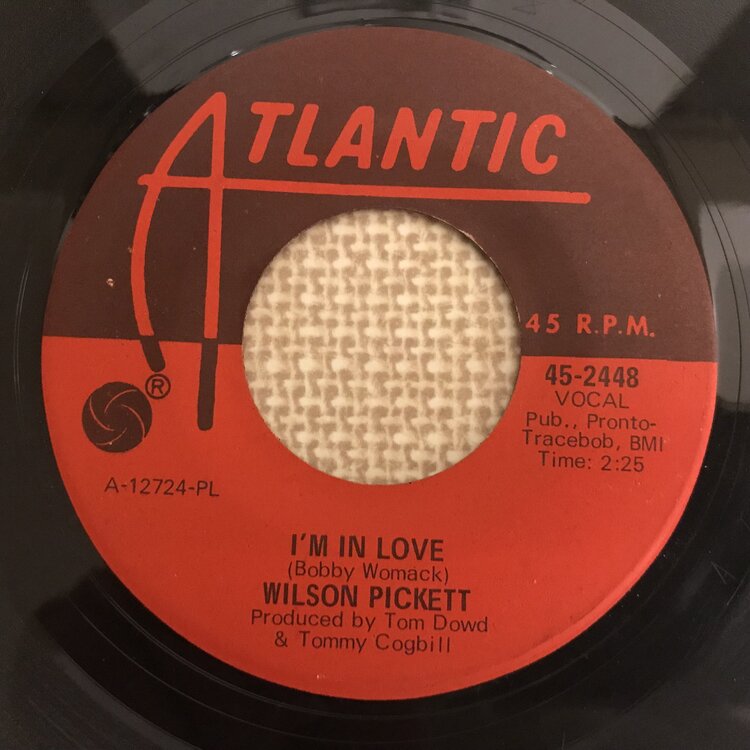 ATLANTIC
45 R.P.M.
®
45-2448
VOCAL
Pub., Pronto-
Tracebob, BMI
Time: 2:25
A-12724-PL
I'M IN LOVE
(Bobby Womack)
WILSON PICKETT
Produced by Tom Dowd
& Tommy Cogbill